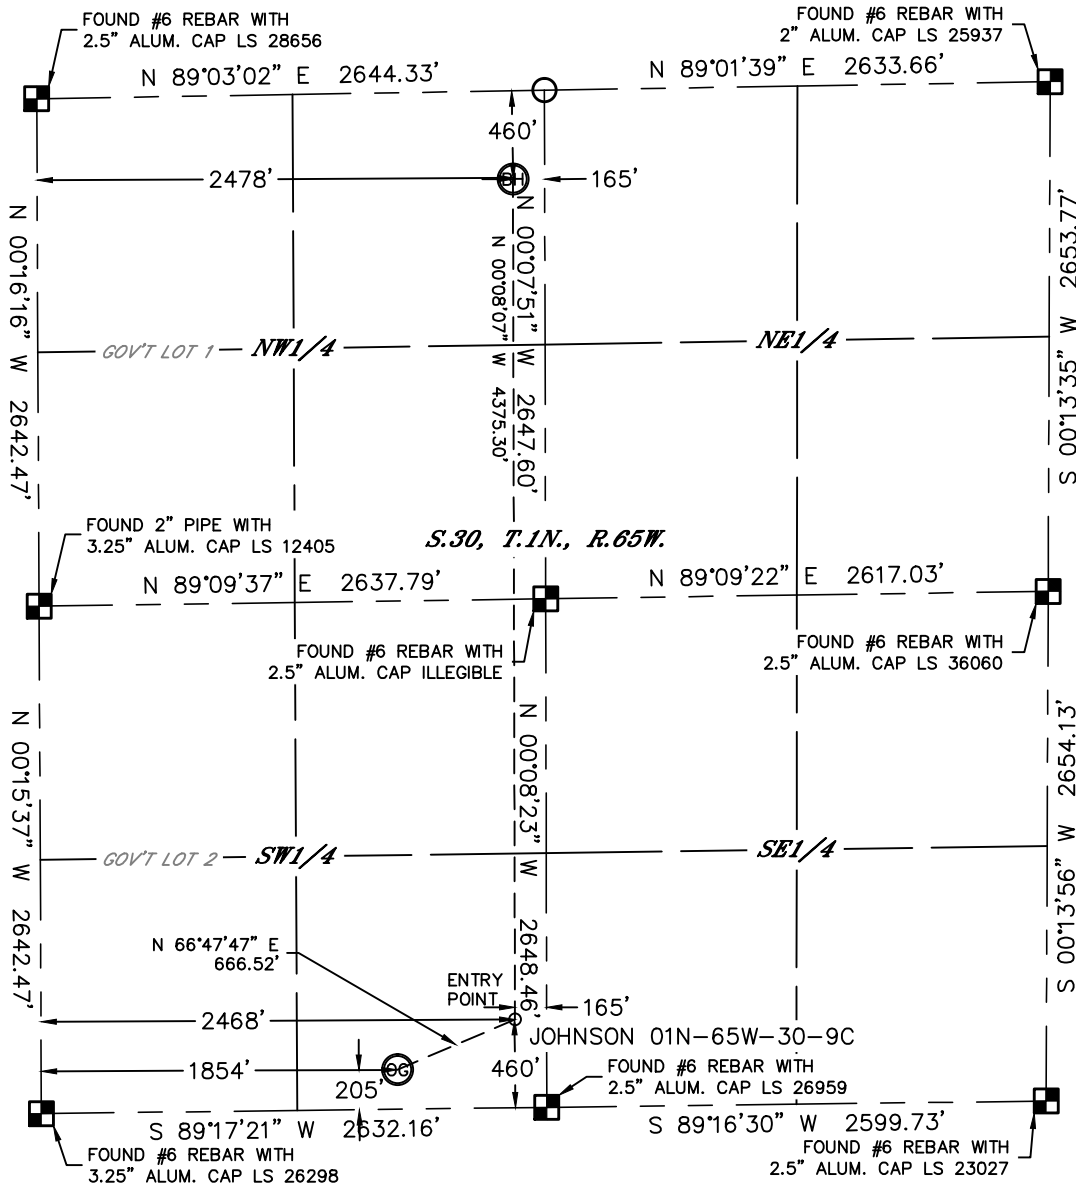 FOUND #6 REBAR WITH
2.5" ALUM. CAP LS 28656
FOUND #6 REBAR WITH
2" ALUM. CAP LS 25937
N 89°03'02" E 2644.33'
N 89°01'39" E 2633.66'
460'
2478'
BH
165'
N 00°16'16" W 2642.47'
N 00°08'07" W 4375.30'
N 00°07'51" W 2647.60'
S 00°13'35" W 2653.77'
GOV'T LOT 1
NW1/4
NE1/4
FOUND 2" PIPE WITH
3.25" ALUM. CAP LS 12405
S.30, T.1N., R.65W.
N 89°09'37" E 2637.79'
N 89°09'22" E 2617.03'
FOUND #6 REBAR WITH
2.5" ALUM. CAP ILLEGIBLE
FOUND #6 REBAR WITH
2.5" ALUM. CAP LS 36060
N 00°15'37" W 2642.47'
N 00°08'23" W 2648.46'
S 00°13'56" W 2654.13'
GOV'T LOT 2
SW1/4
SE1/4
N 66°47'47" E
666.52'
ENTRY
POINT
165'
2468'
JOHNSON 01N-65W-30-9C
1854'
OG
205'
460'
FOUND #6 REBAR WITH
2.5" ALUM. CAP LS 26959
S 89°17'21" W 2632.16'
S 89°16'30" W 2599.73'
FOUND #6 REBAR WITH
3.25" ALUM. CAP LS 26298
FOUND #6 REBAR WITH
2.5" ALUM. CAP LS 23027